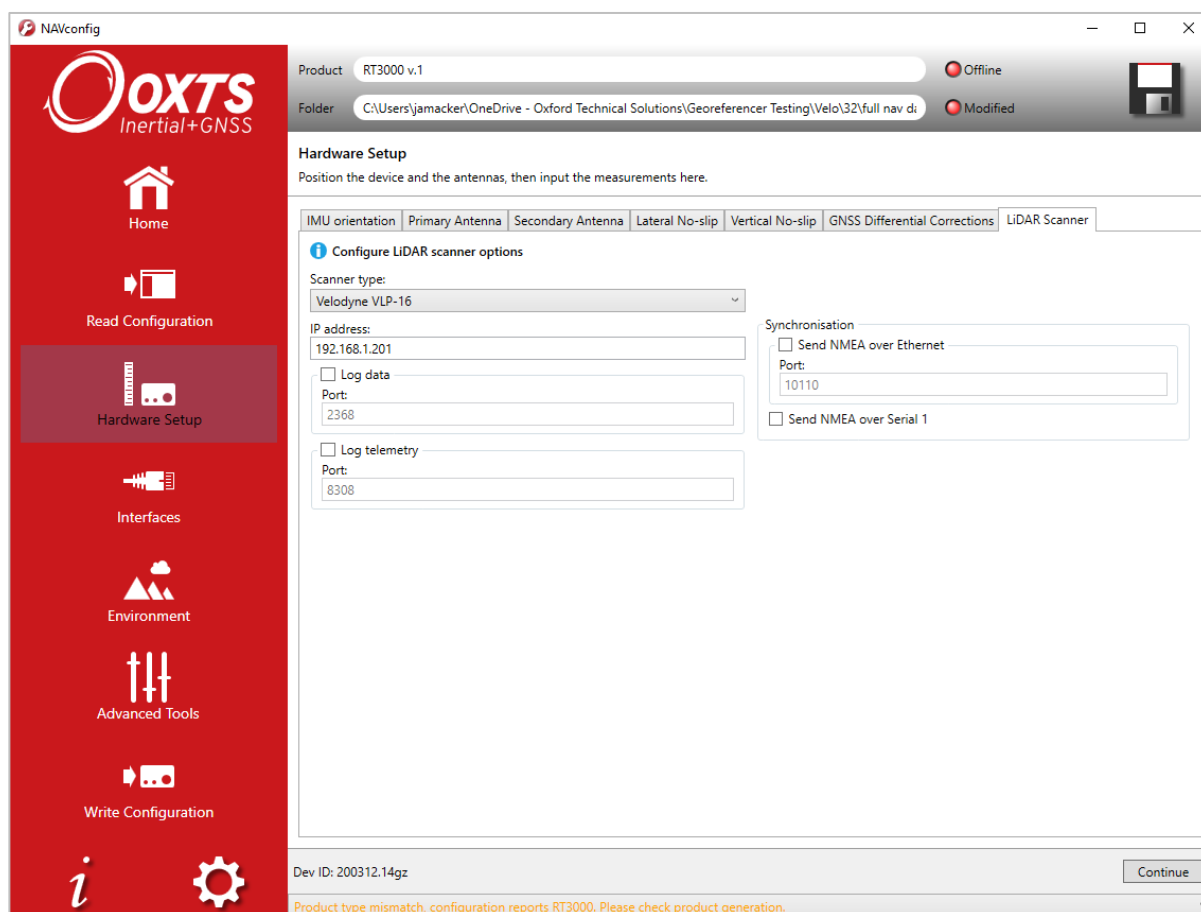 NAVconfig
OXTS
Inertial+GNSS
Product RT3000 v.1 Offline
Folder C:\Users\jamacker\OneDrive - Oxford Technical Solutions\Georeferencer Testing\Velo\32\full nav da Modified
Home
Read Configuration
Hardware Setup
Interfaces
Environment
Advanced Tools
Write Configuration
i
Hardware Setup
Position the device and the antennas, then input the measurements here.
IMU orientation Primary Antenna Secondary Antenna Lateral No-slip Vertical No-slip GNSS Differential Corrections LiDAR Scanner
Configure LiDAR scanner options
Scanner type:
Velodyne VLP-16
IP address:
192.168.1.201
Log data
Port:
2368
Log telemetry
Port:
8308
Synchronisation
Send NMEA over Ethernet
Port:
10110
Send NMEA over Serial 1
Dev ID: 200312.14gz
Continue
Product type mismatch, configuration reports RT3000. Please check product generation.